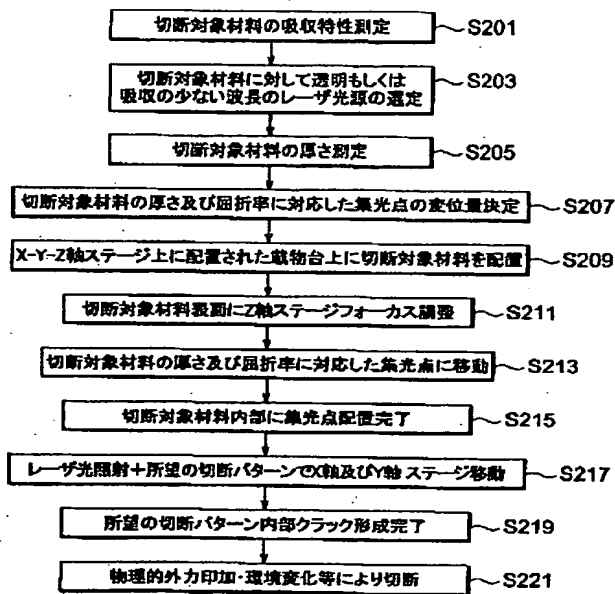 切断対象材料の吸収特性測定
S201
切断対象材料に対して透明もしくは
吸収の少ない波長のレーザ光源の選定
S203
切断対象材料の厚さ測定
S205
切断対象材料の厚さ及び屈折率に対応した集光点の変位量決定
S207
X-Y-Z軸ステージ上に配置された載物台上に切断対象材料を配置
S209
切断対象材料表面にZ軸ステージフォーカス調整
S211
切断対象材料の厚さ及び屈折率に対応した集光点に移動
S213
切断対象材料内部に集光点配置完了
S215
レーザ光照射+所望の切断パターンでX軸及びY軸 ステージ移動
S217
所望の切断パターン内部クラック形成完了
S219
物理的外力印加・環境変化等により切断
S221